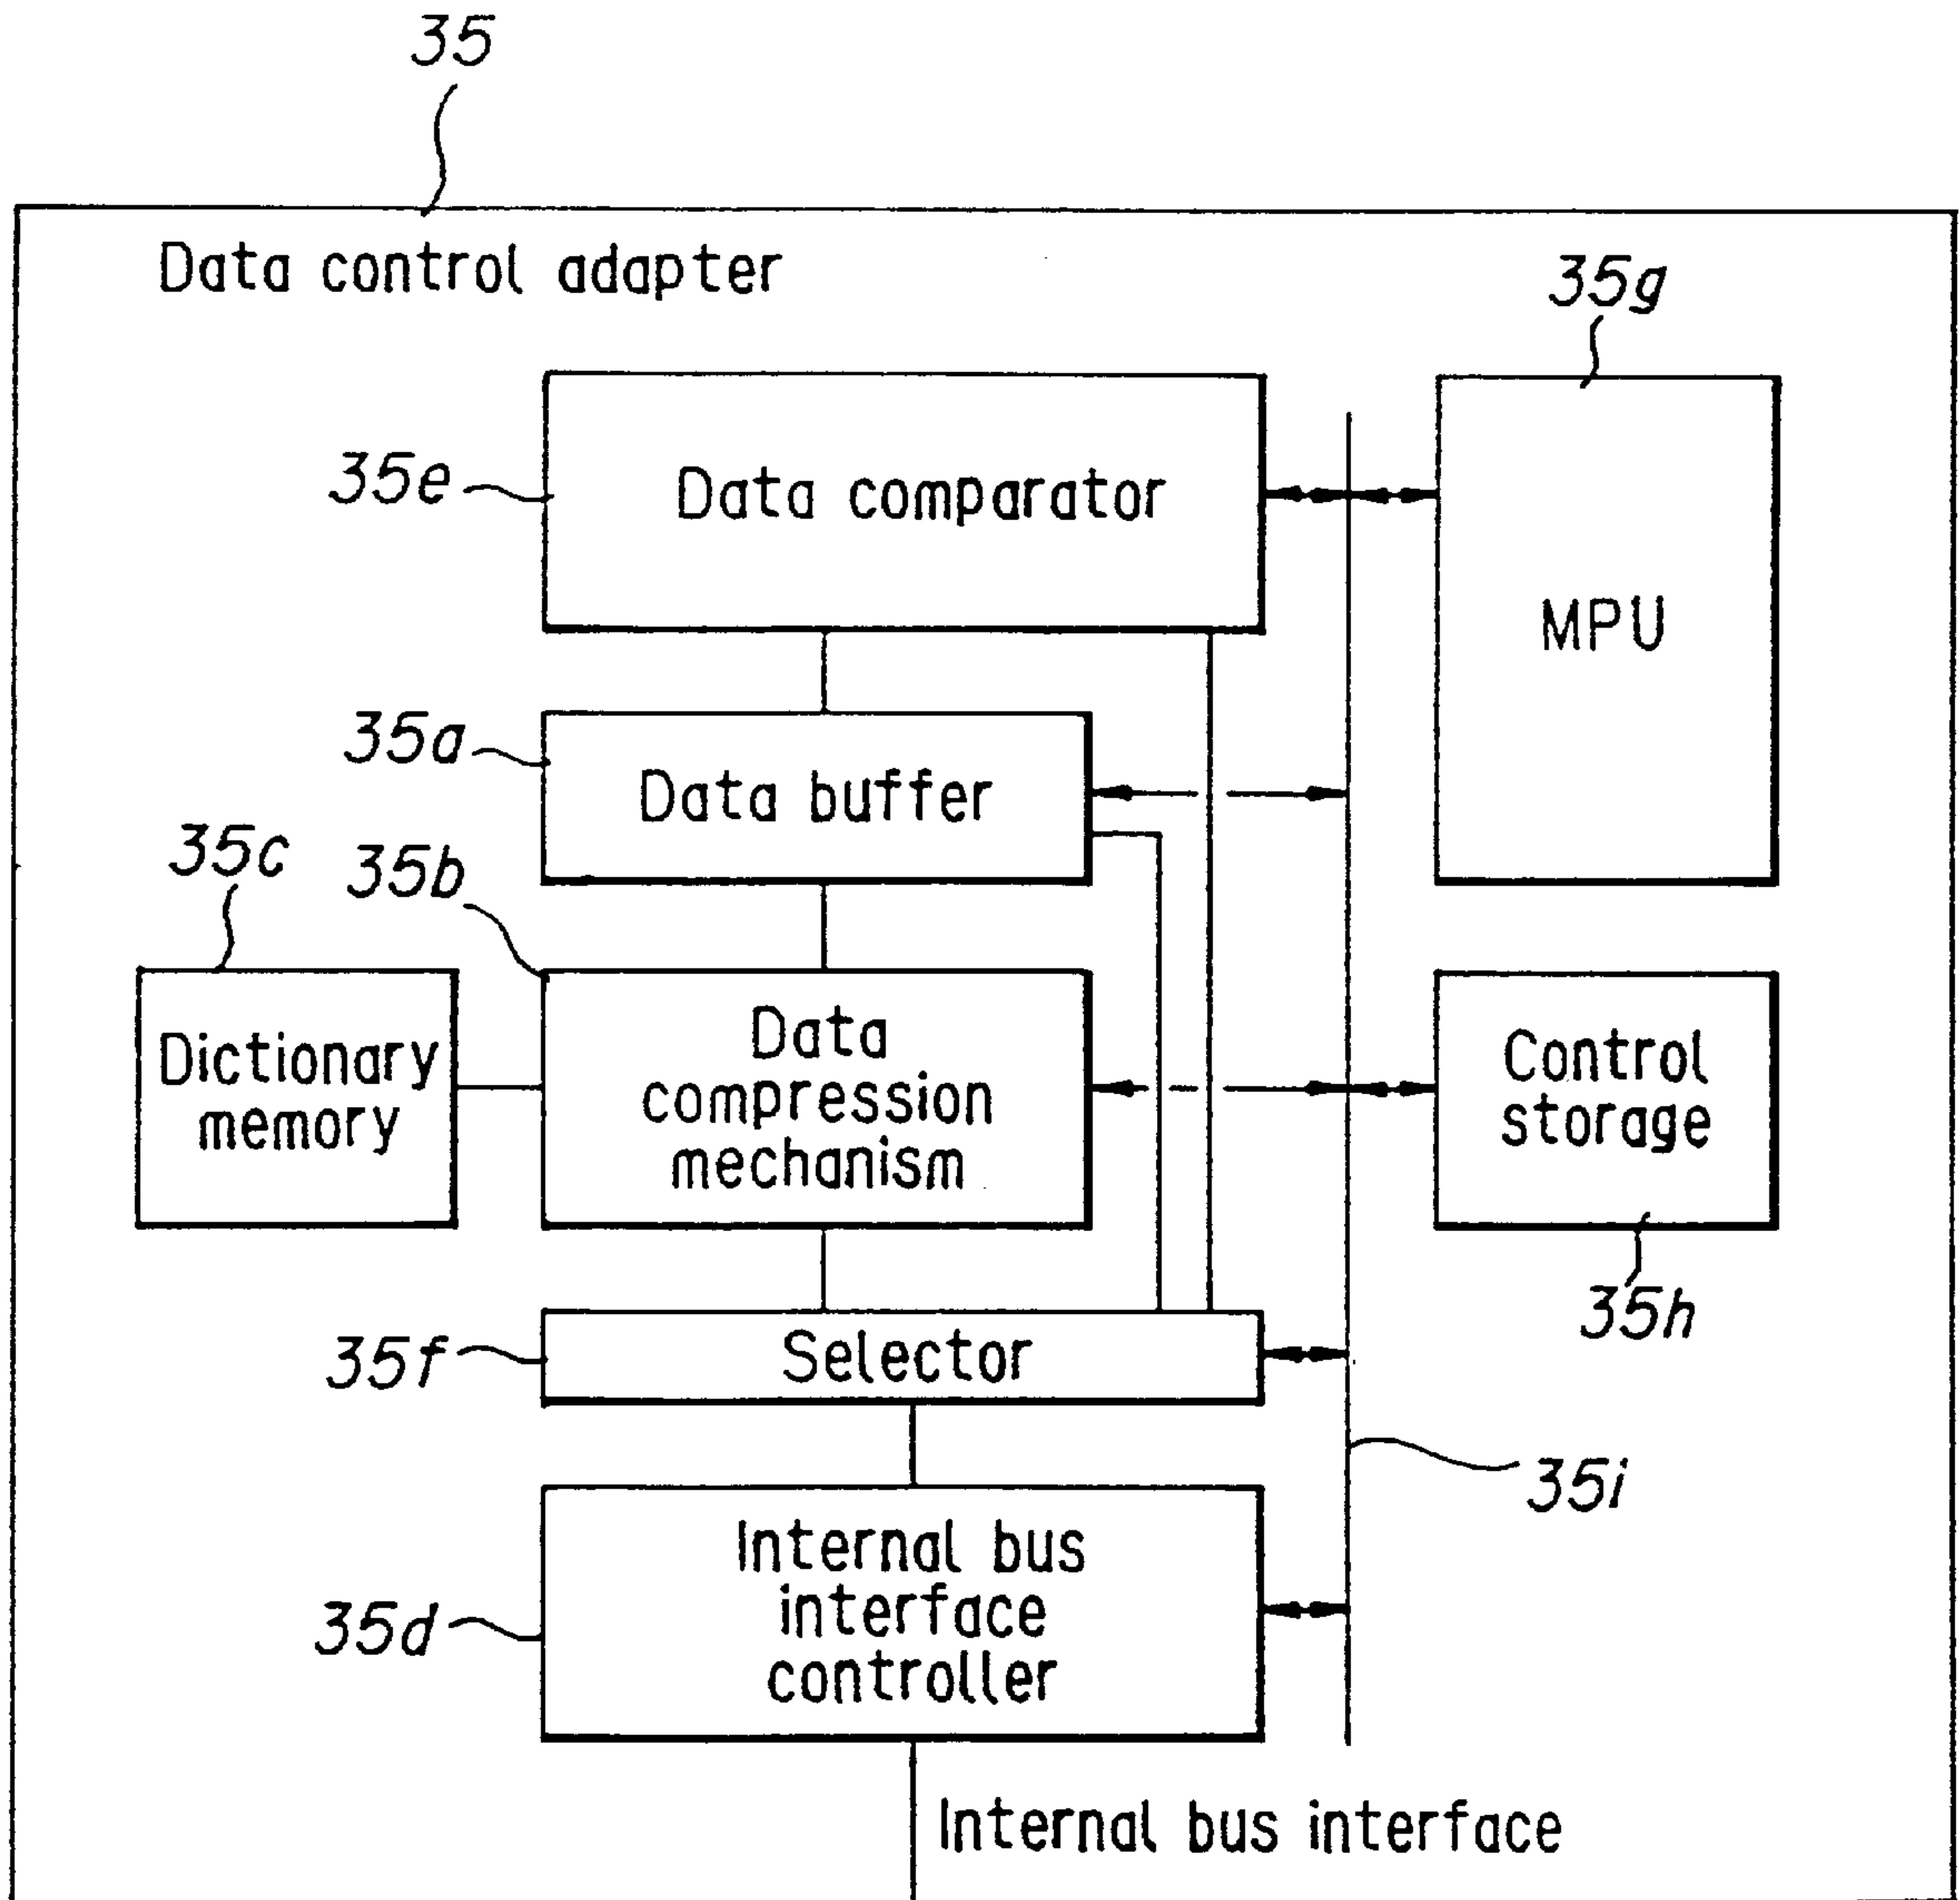 35
Data control adapter
35g
35e
Data comparator
MPU
35a
Data buffer
35c
35b
Dictionary
memory
Data
compression
mechanism
Control
storage
35h
35f
Selector
35i
Internal bus
interface
controller
35d
Internal bus interface